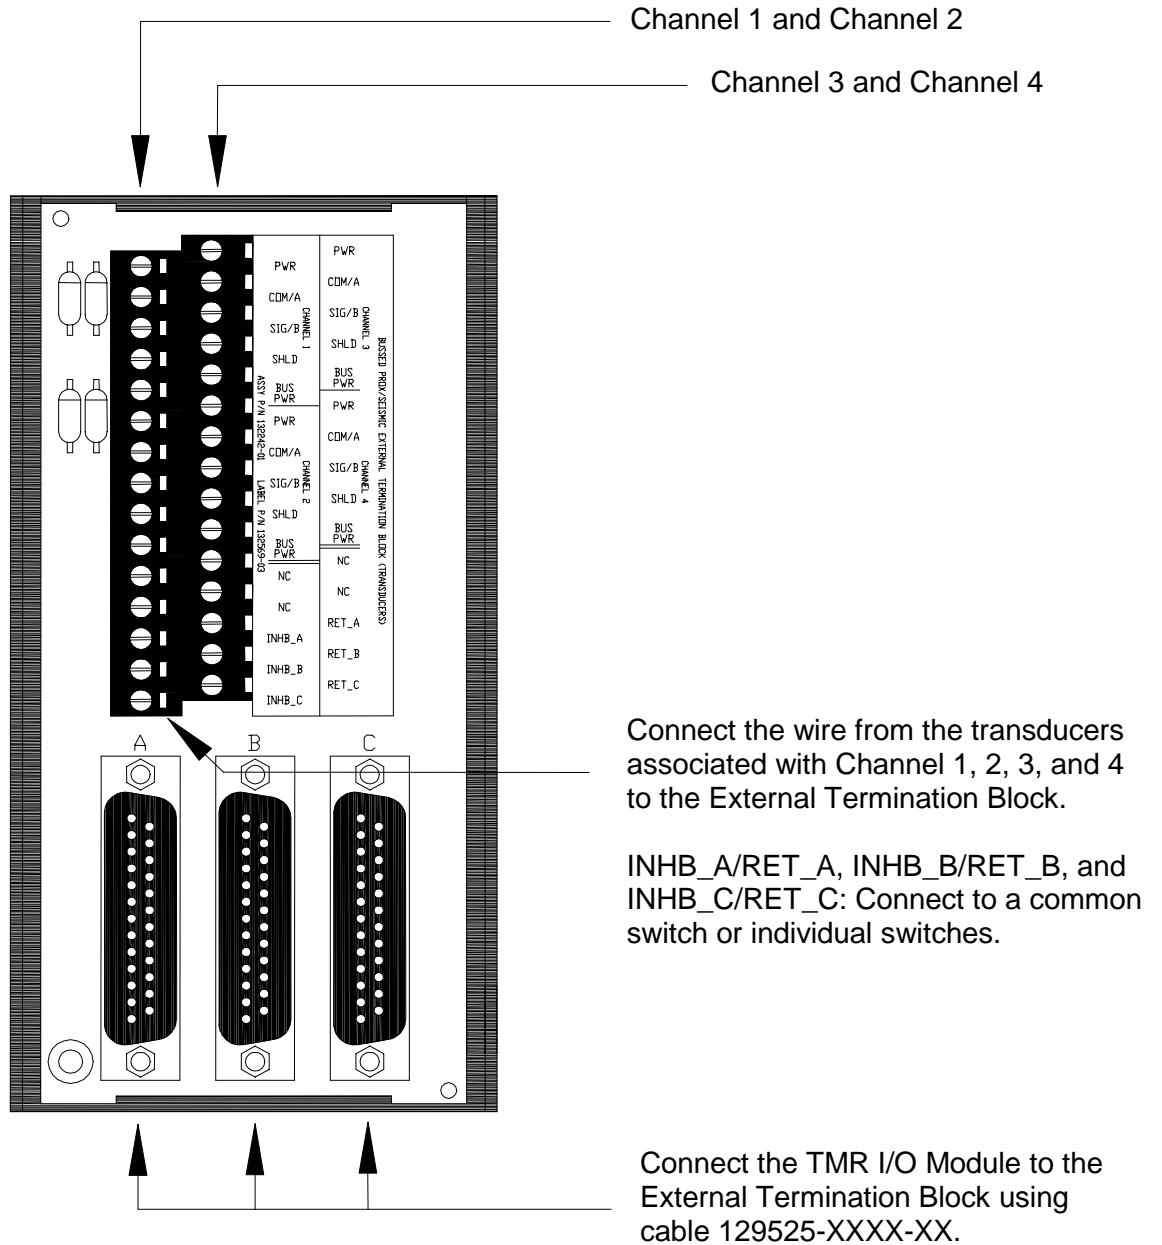 Channel 1 and Channel 2
Channel 3 and Channel 4
PWR
COM/A
SIG/B
SHLD
BUS
PWR
CHANNEL 1
PWR
COM/A
SIG/B
SHLD
BUS
PWR
CHANNEL 2
NC
NC
INHB_A
INHB_B
INHB_C
ASSY P/N 132242-01 LABEL P/N 132569-03
PWR
COM/A
SIG/B
SHLD
BUS
PWR
CHANNEL 3
PWR
COM/A
SIG/B
SHLD
BUS
PWR
CHANNEL 4
NC
NC
RET_A
RET_B
RET_C
BUSSED PROX/SEISMIC EXTERNAL TERMINATION BLOCK (TRANSDUCERS)
A B C
Connect the wire from the transducers
associated with Channel 1, 2, 3, and 4
to the External Termination Block.
INHB_A/RET_A, INHB_B/RET_B, and
INHB_C/RET_C: Connect to a common
switch or individual switches.
Connect the TMR I/O Module to the
External Termination Block using
cable 129525-XXXX-XX.